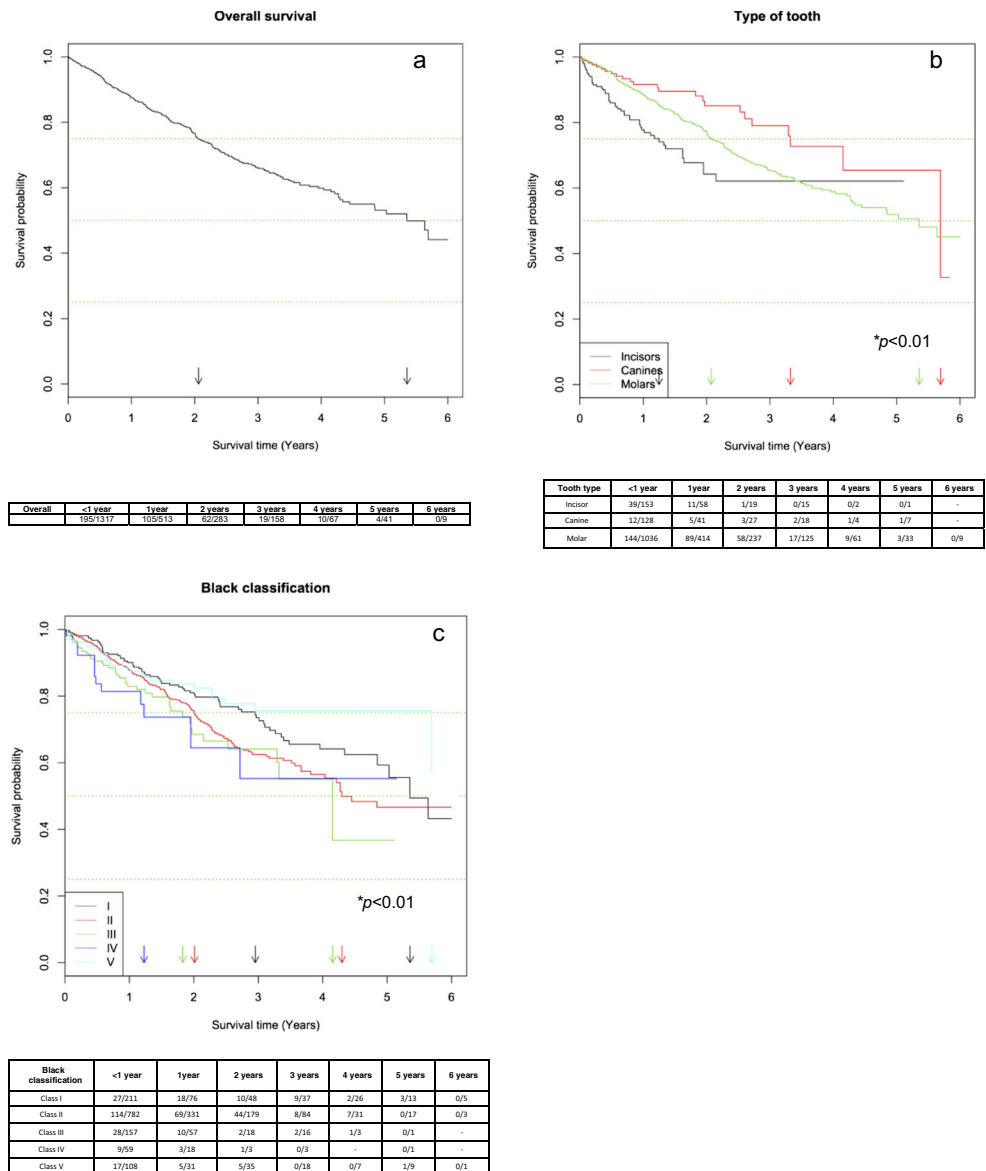 Overall survival
a
1.0
0.8
0.6
0.4
0.2
0.0
Survival probability
0 1 2 3 4 5 6
Survival time (Years)
Overall <1 year 1year 2 years 3 years 4 years 5 years 6 years
195/1317 105/513 62/283 19/158 10/67 4/41 0/9
Type of tooth
b
1.0
0.8
0.6
0.4
0.2
0.0
Survival probability
*p<0.01
Incisors
Canines
Molars
0 1 2 3 4 5 6
Survival time (Years)
Tooth type <1 year 1year 2 years 3 years 4 years 5 years 6 years
Incisor 39/153 11/58 1/19 0/15 0/2 0/1 -
Canine 12/128 5/41 3/27 2/18 1/4 1/7 -
Molar 144/1036 89/414 58/237 17/125 9/61 3/33 0/9
Black classification
c
1.0
0.8
0.6
0.4
0.2
0.0
Survival probability
*p<0.01
I
II
III
IV
V
0 1 2 3 4 5 6
Survival time (Years)
Black classification <1 year 1year 2 years 3 years 4 years 5 years 6 years
Class I 27/211 18/76 10/48 9/37 2/26 3/13 0/5
Class II 114/782 69/331 44/179 8/84 7/31 0/17 0/3
Class III 28/157 10/57 2/18 2/16 1/3 0/1 -
Class IV 9/59 3/18 1/3 0/3 - 0/1 -
Class V 17/108 5/31 5/35 0/18 0/7 1/9 0/1